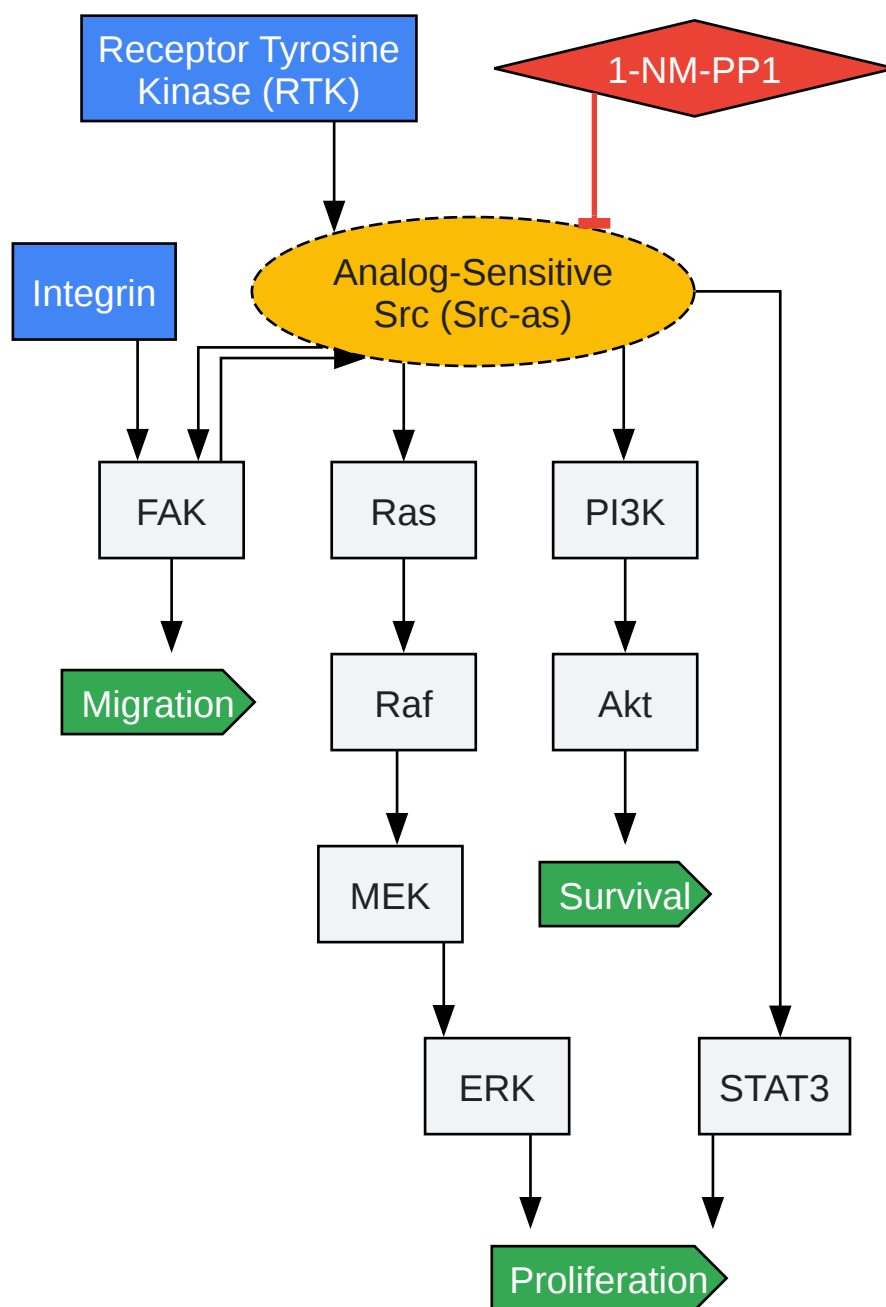 Receptor Tyrosine
Kinase (RTK)
1-NM-PP1
Integrin
Analog-Sensitive
Src (Src-as)
FAK
Ras
PI3K
Migration
Raf
Akt
MEK
Survival
ERK
STAT3
Proliferation